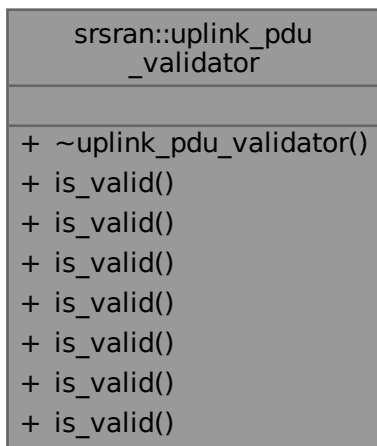 srsran::uplink_pdu
_validator
+ ~uplink_pdu_validator()
+ is_valid()
+ is_valid()
+ is_valid()
+ is_valid()
+ is_valid()
+ is_valid()
+ is_valid()